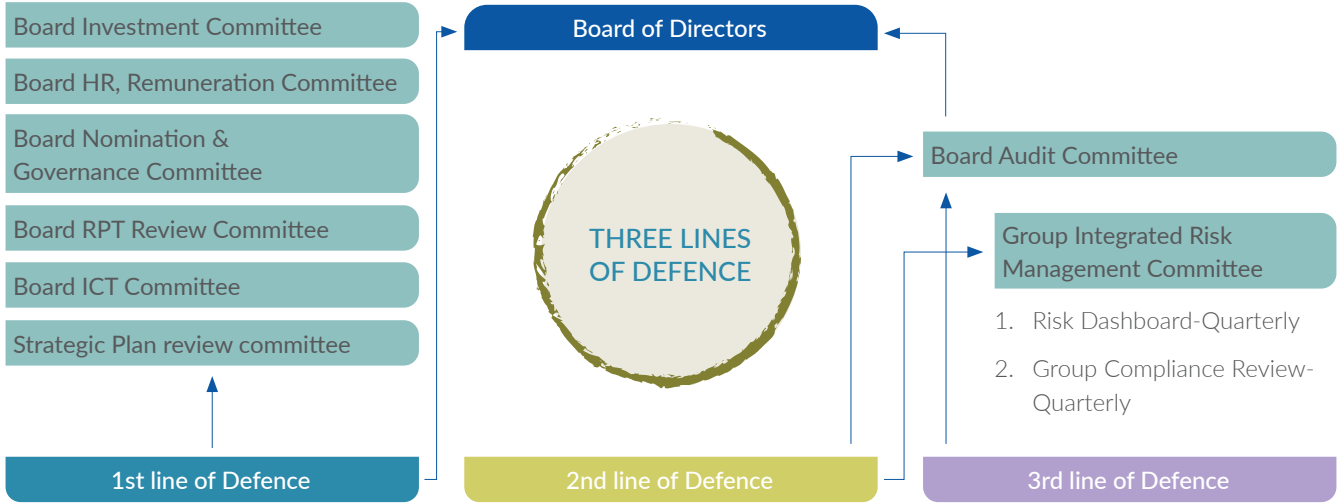 Board Investment Committee
Board HR, Remuneration Committee
Board Nomination &
Governance Committee
Board RPT Review Committee
Board ICT Committee
Strategic Plan review committee
1st line of Defence
Board of Directors
THREE LINES
OF DEFENCE
2nd line of Defence
Board Audit Committee
Group Integrated Risk
Management Committee
1. Risk Dashboard-Quarterly
2. Group Compliance Review-
Quarterly
3rd line of Defence